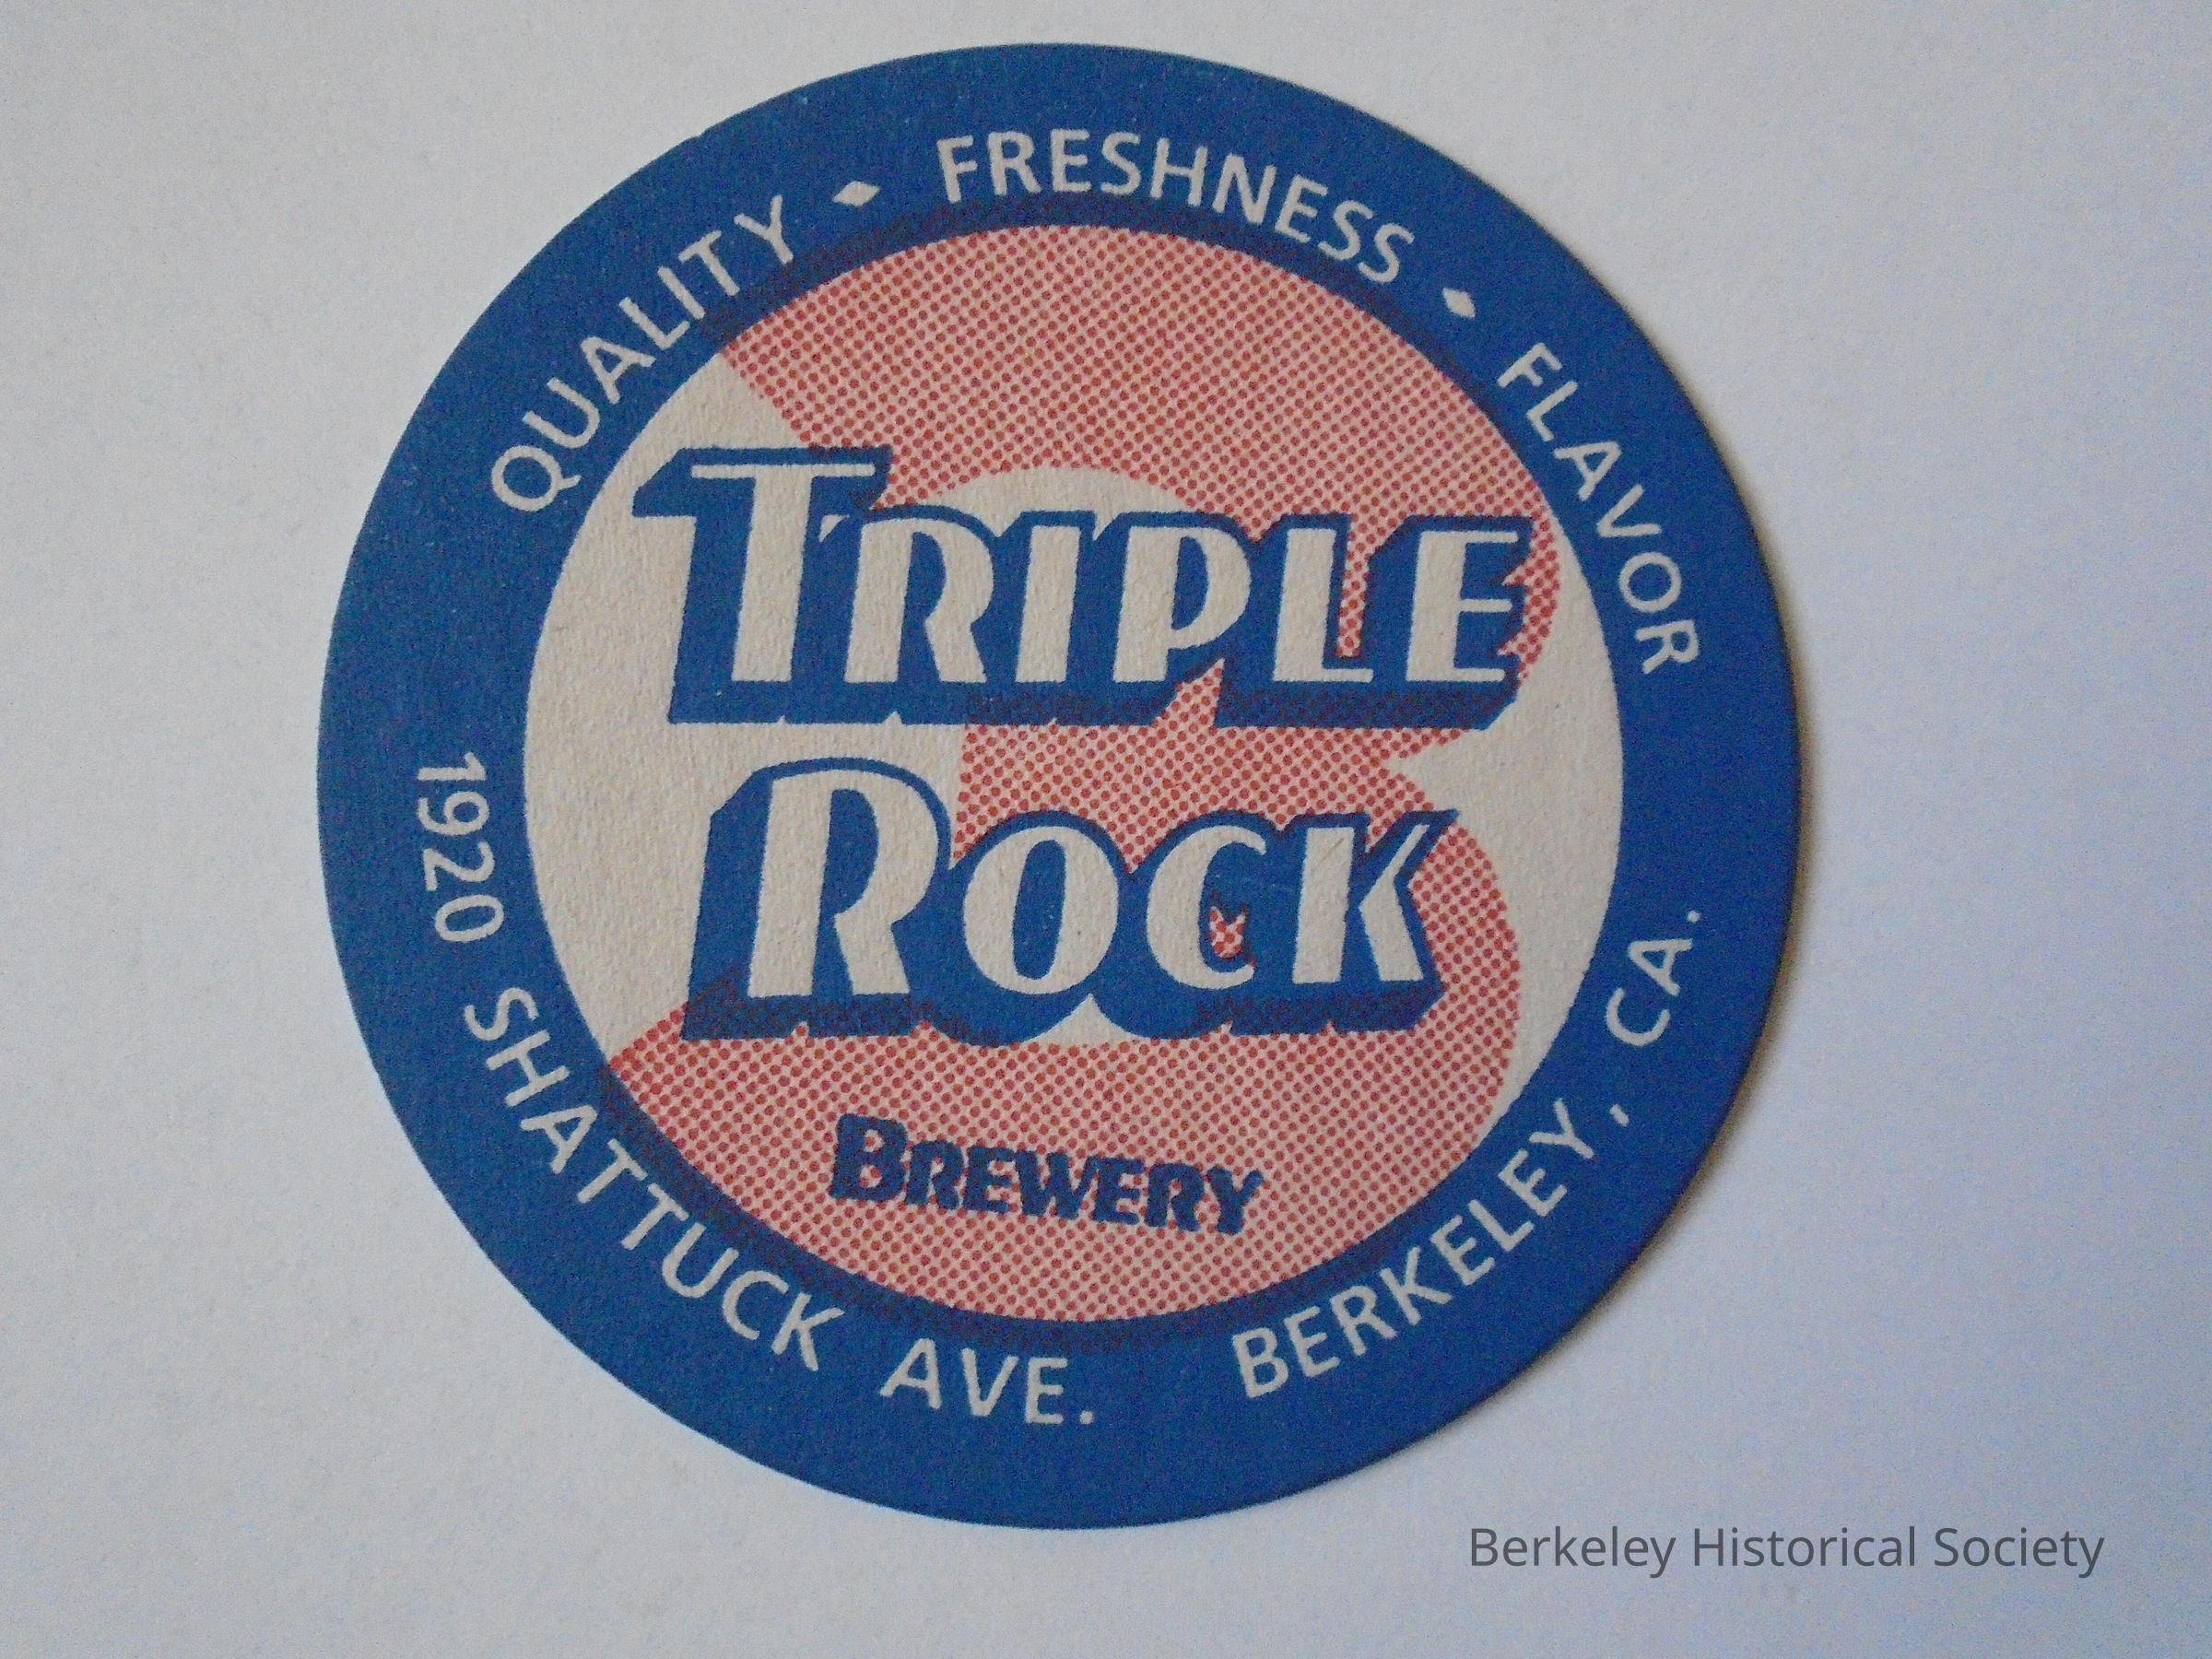 QUALITY ♦ FRESHNESS ♦ FLAVOR
TRIPLE
ROCK
BREWERY
1920 SHATTUCK AVE. BERKELEY, CA.
Berkeley Historical Society